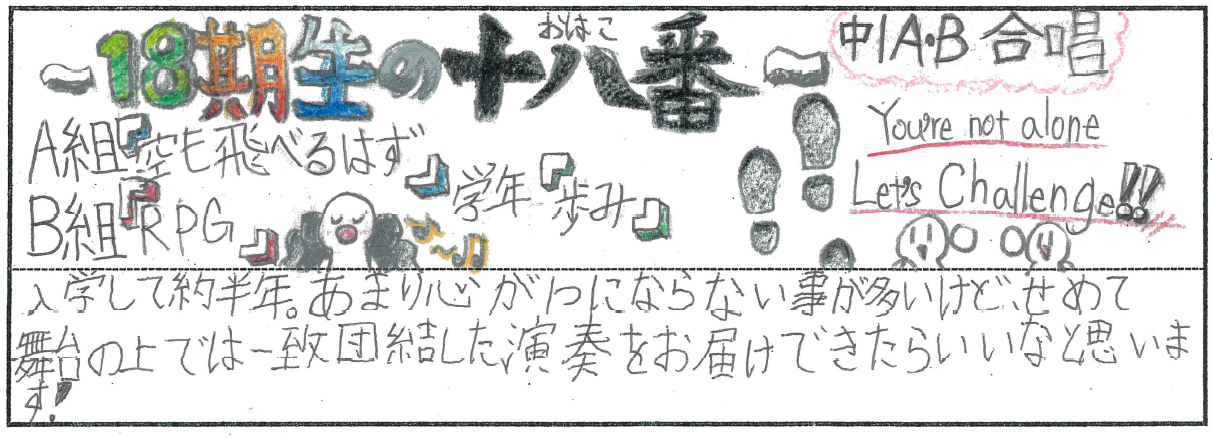 ～18期生の十八番～
おはこ
中1A・B 合唱
A組『空も飛べるはず』
B組『RPG』
学年『歩み』
You're not alone
Let's Challenge!!
入学して約半年。あまり心が1つにならない事が多いけど、せめて
舞台の上では一致団結した演奏をお届けできたらいいなと思いま
す!